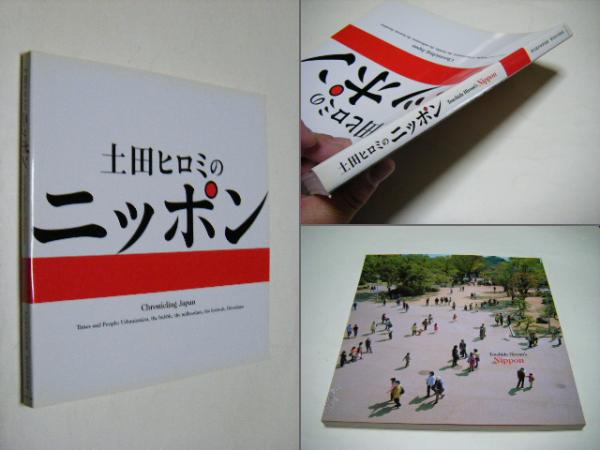 土田ヒロミの
ニッポン
Chronicling Japan
Times and People: Urbanization, the bubble, the millennium, the festivals, Hiroshima
Chronicling Japan
土田ヒロミのニッポン
Tsuchida Hiromi's Nippon
Tsuchida Hiromi's
Nippon